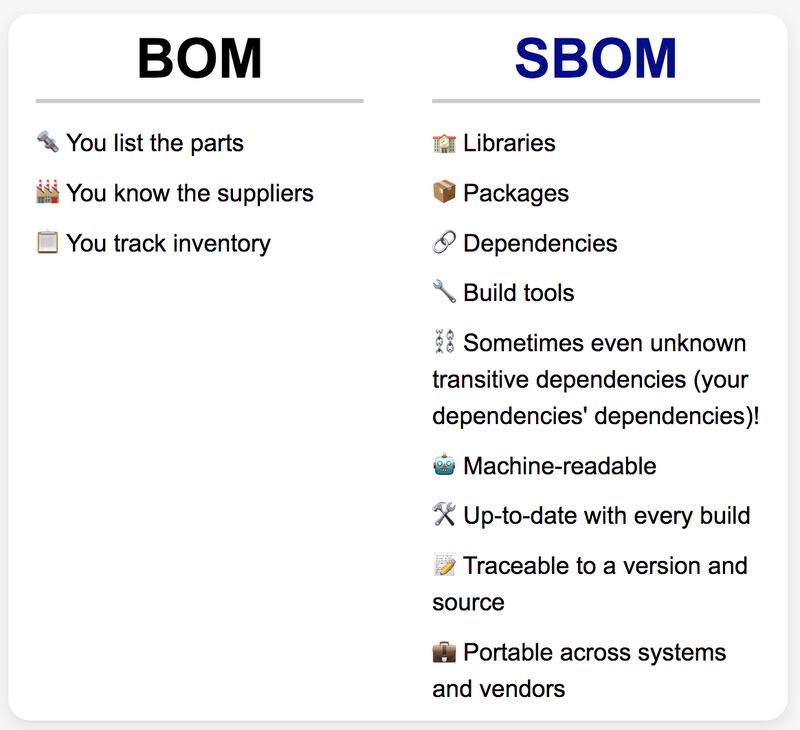 BOM
You list the parts
You know the suppliers
You track inventory
SBOM
Libraries
Packages
Dependencies
Build tools
Sometimes even unknown
transitive dependencies (your
dependencies' dependencies)!
Machine-readable
Up-to-date with every build
Traceable to a version and
source
Portable across systems
and vendors